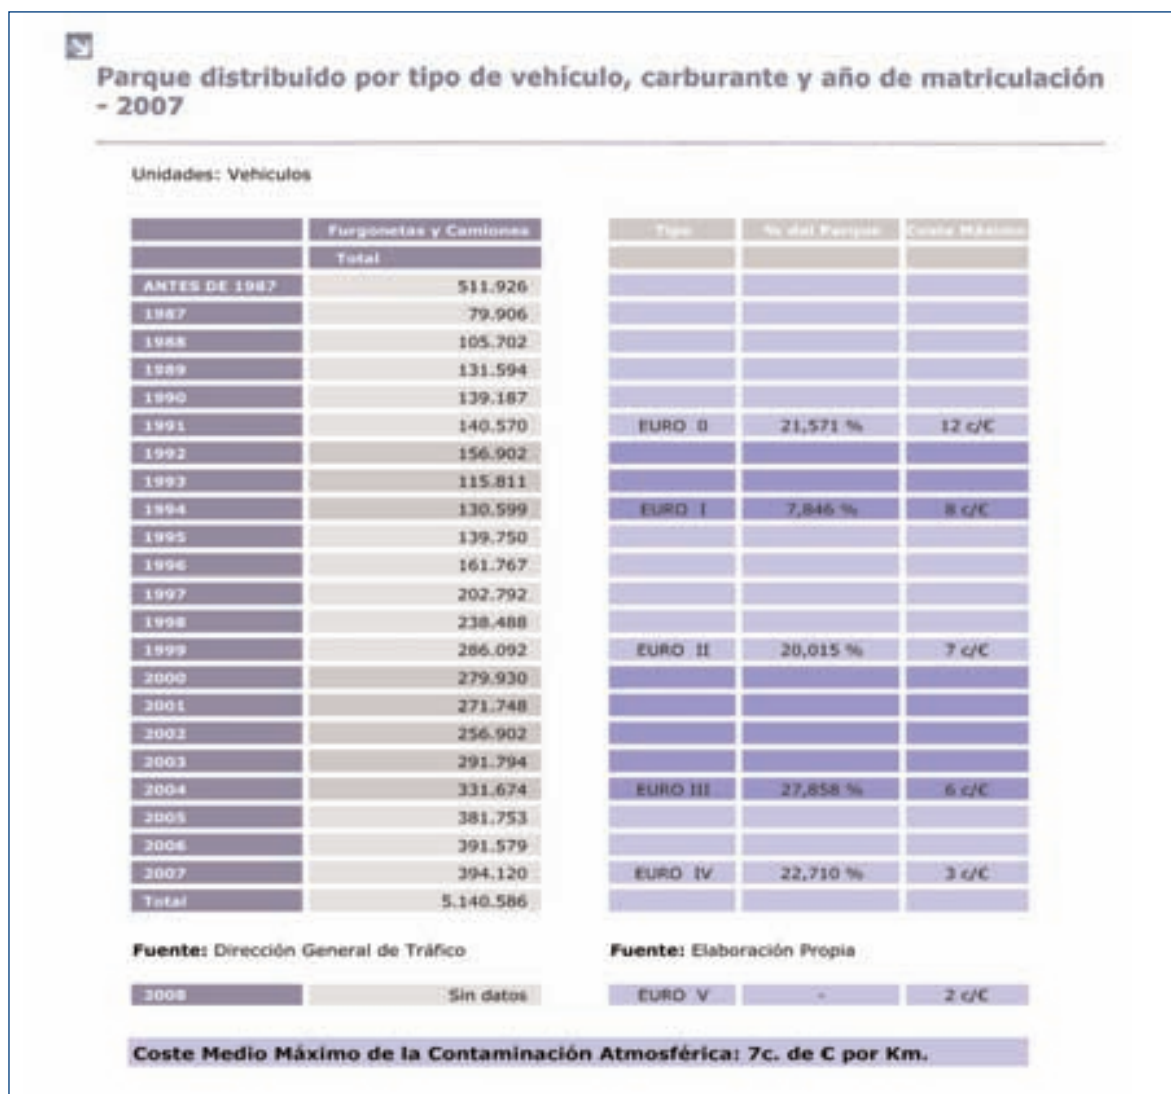 Parque distribuido por tipo de vehículo, carburante y año de matriculación
- 2007
Unidades: Vehículos
Furgonetas y Camiones Tipo % del Parque Coste Máximo
Total
ANTES DE 1987 511.926
1987 79.906
1988 105.702
1989 131.594
1990 139.187
1991 140.570 EURO 0 21,571 % 12 c/€
1992 156.902
1993 115.811
1994 130.599 EURO I 7,846 % 8 c/€
1995 139.750
1996 161.767
1997 202.792
1998 238.488
1999 286.092 EURO II 20,015 % 7 c/€
2000 279.930
2001 271.748
2002 256.902
2003 291.794
2004 331.674 EURO III 27,858 % 6 c/€
2005 381.753
2006 391.579
2007 394.120 EURO IV 22,710 % 3 c/€
Total 5.140.586
Fuente: Dirección General de Tráfico Fuente: Elaboración Propia
2008 Sin datos EURO V - 2 c/€
Coste Medio Máximo de la Contaminación Atmosférica: 7c. de € por Km.